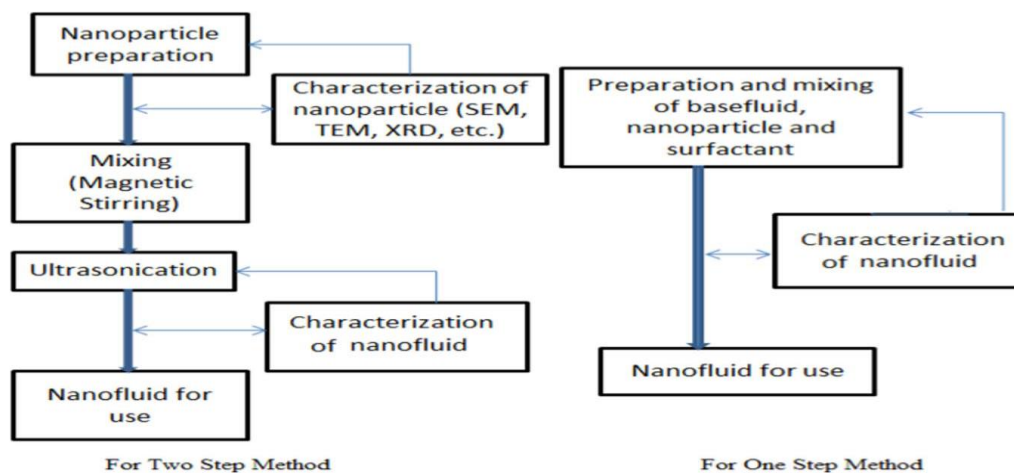 Nanoparticle
preparation
Characterization of
nanoparticle (SEM,
TEM, XRD, etc.)
Mixing
(Magnetic
Stirring)
Ultrasonication
Characterization
of nanofluid
Nanofluid for
use
For Two Step Method
Preparation and mixing
of basefluid,
nanoparticle and
surfactant
Characterization
of nanofluid
Nanofluid for use
For One Step Method